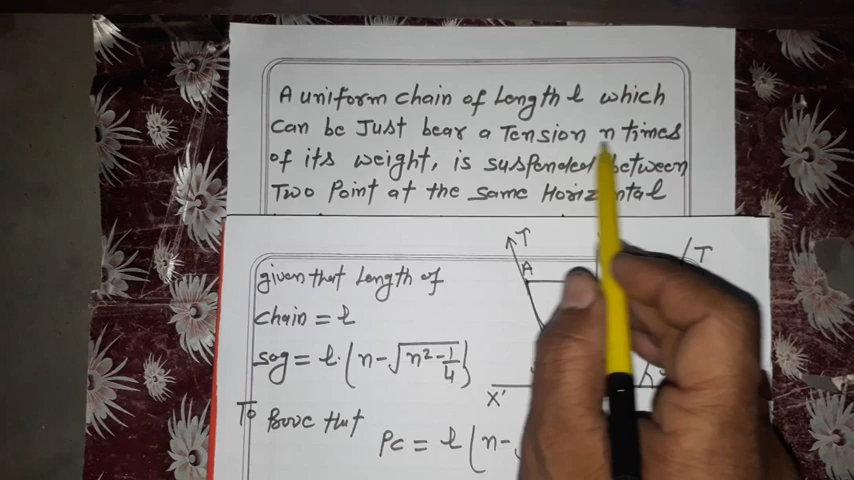 A uniform chain of Length l which
can be Just bear a Tension n times
of its weight, is suspended between
Two Point at the same Horizontal
T
T
A
given that Length of
chain = l
sag = l·(n-√(n²-1/4))
X'
To Prove that
PC = l(n-